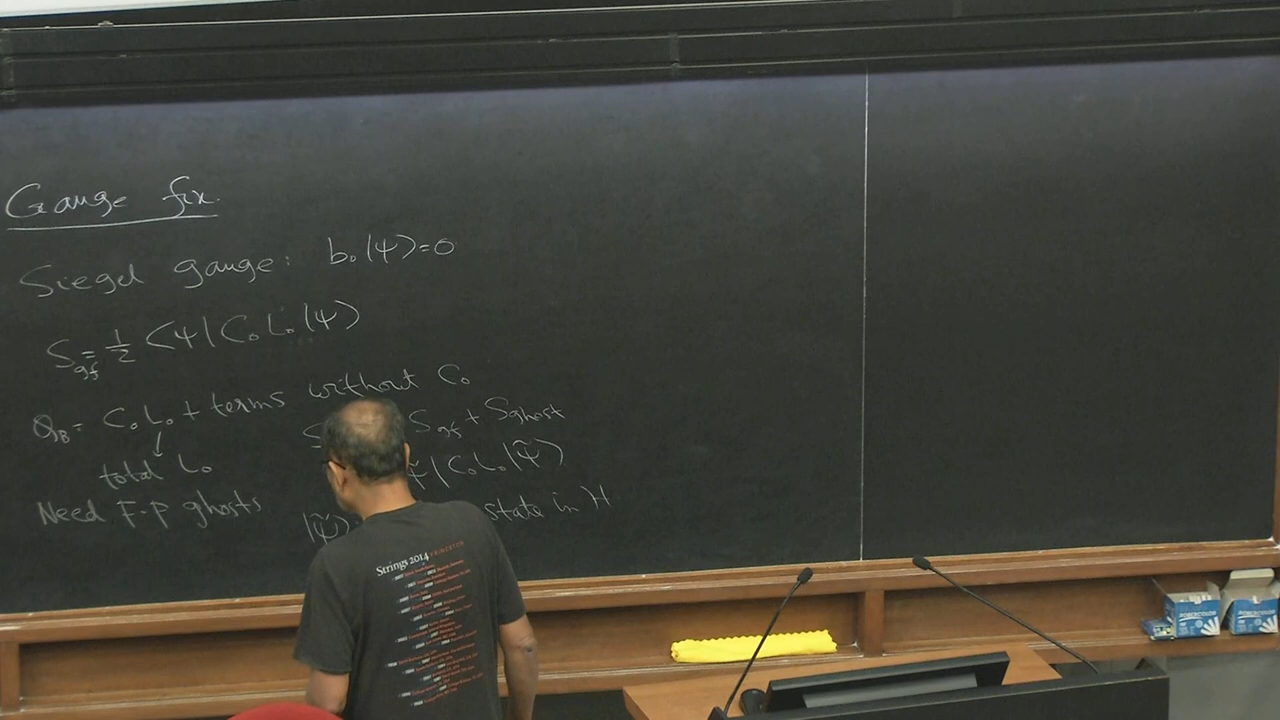 Gauge fix.
Siegel gauge: b₀|ψ⟩=0
S_gf = 1/2 ⟨ψ|C₀L₀|ψ⟩
Q_B = C₀L₀ + terms without C₀
total L₀
Need F-P ghosts
S_gf + S_ghost
ψ̃|C₀L₀|ψ̃⟩
|ψ̃⟩
state in H
Strings 2014 PRINCETON